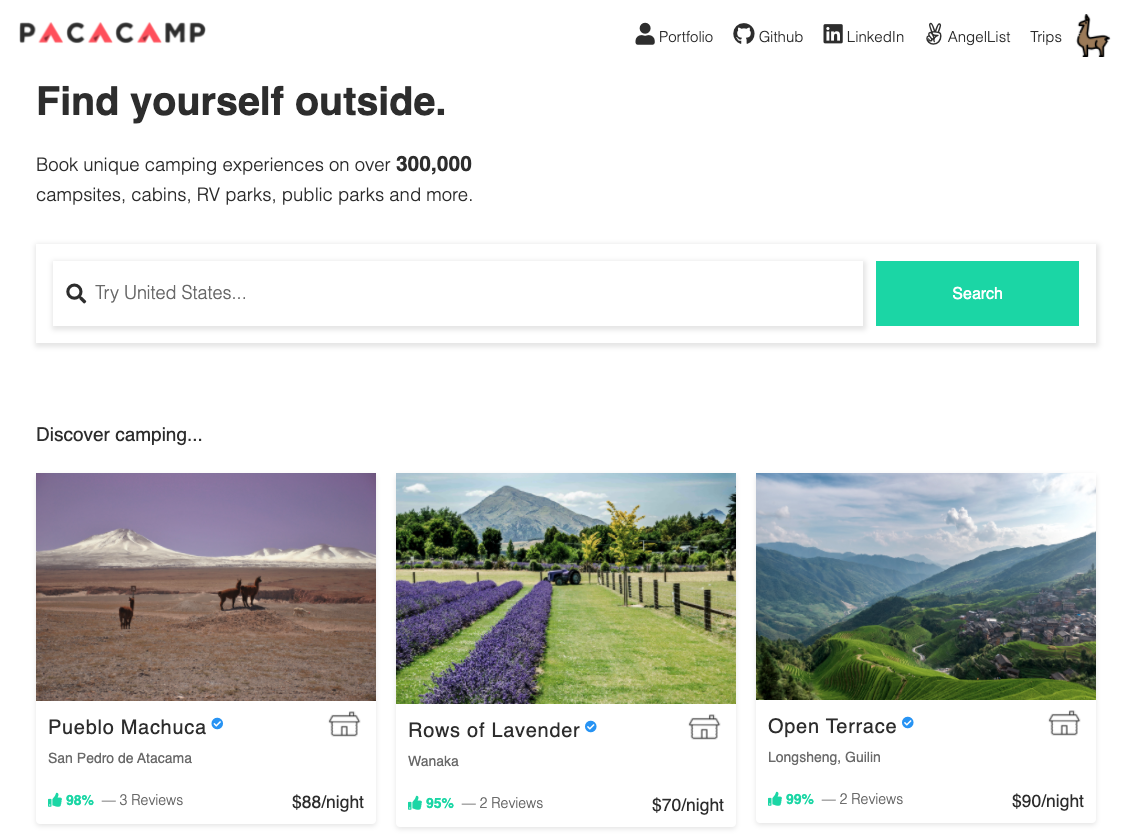 PACACAMP
Portfolio Github LinkedIn AngelList Trips
Find yourself outside.
Book unique camping experiences on over 300,000
campsites, cabins, RV parks, public parks and more.
Try United States...
Search
Discover camping...
Pueblo Machuca
San Pedro de Atacama
98% — 3 Reviews
$88/night
Rows of Lavender
Wanaka
95% — 2 Reviews
$70/night
Open Terrace
Longsheng, Guilin
99% — 2 Reviews
$90/night